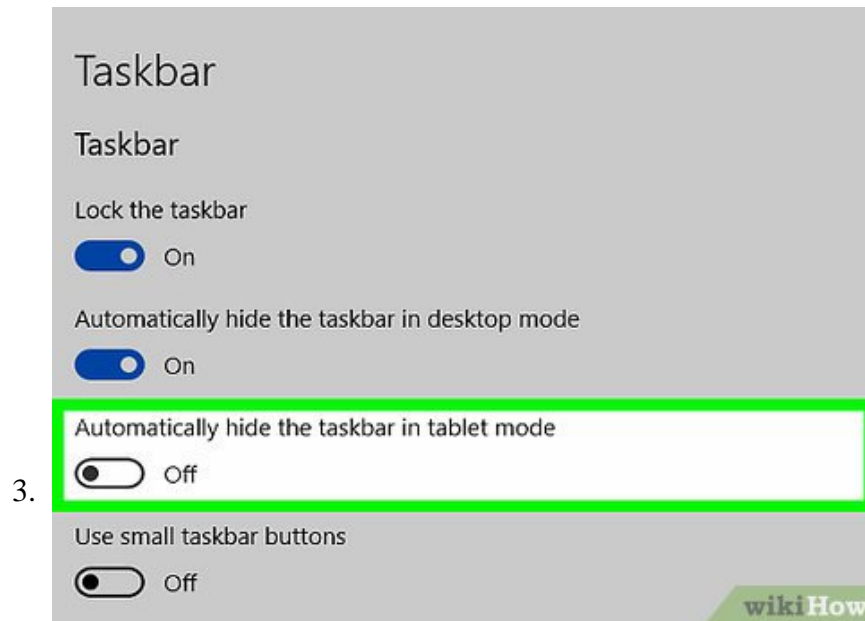 Taskbar
Taskbar
Lock the taskbar
On
Automatically hide the taskbar in desktop mode
On
Automatically hide the taskbar in tablet mode
Off
3.
Use small taskbar buttons
Off
wikiHow